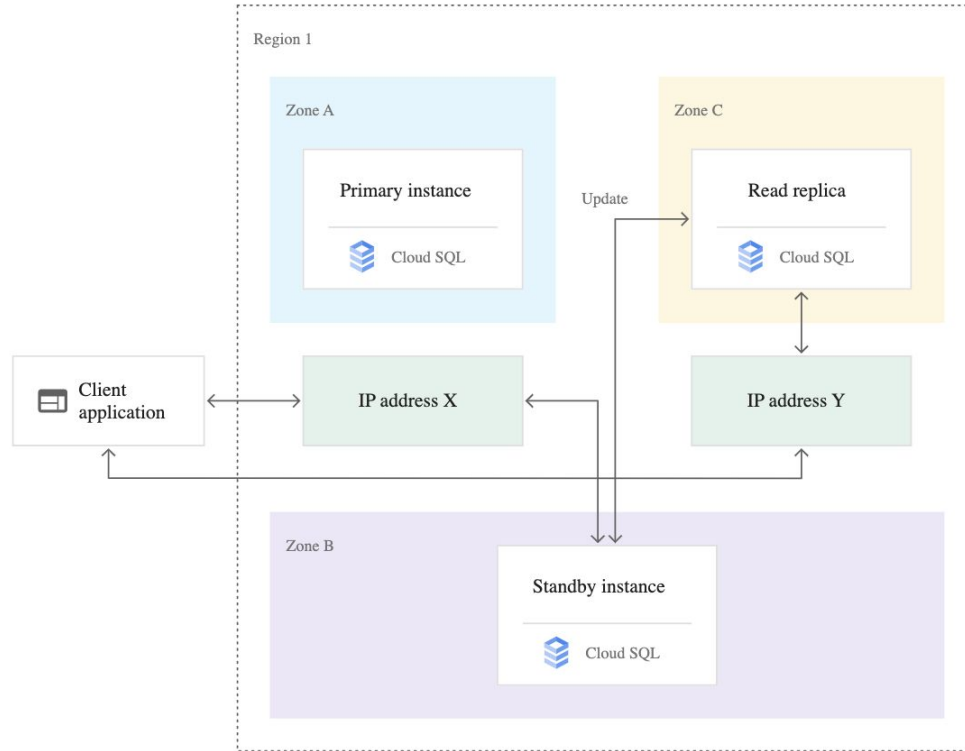 Region 1
Zone A
Primary instance
Cloud SQL
Zone C
Read replica
Cloud SQL
Update
Client
application
IP address X
IP address Y
Zone B
Standby instance
Cloud SQL